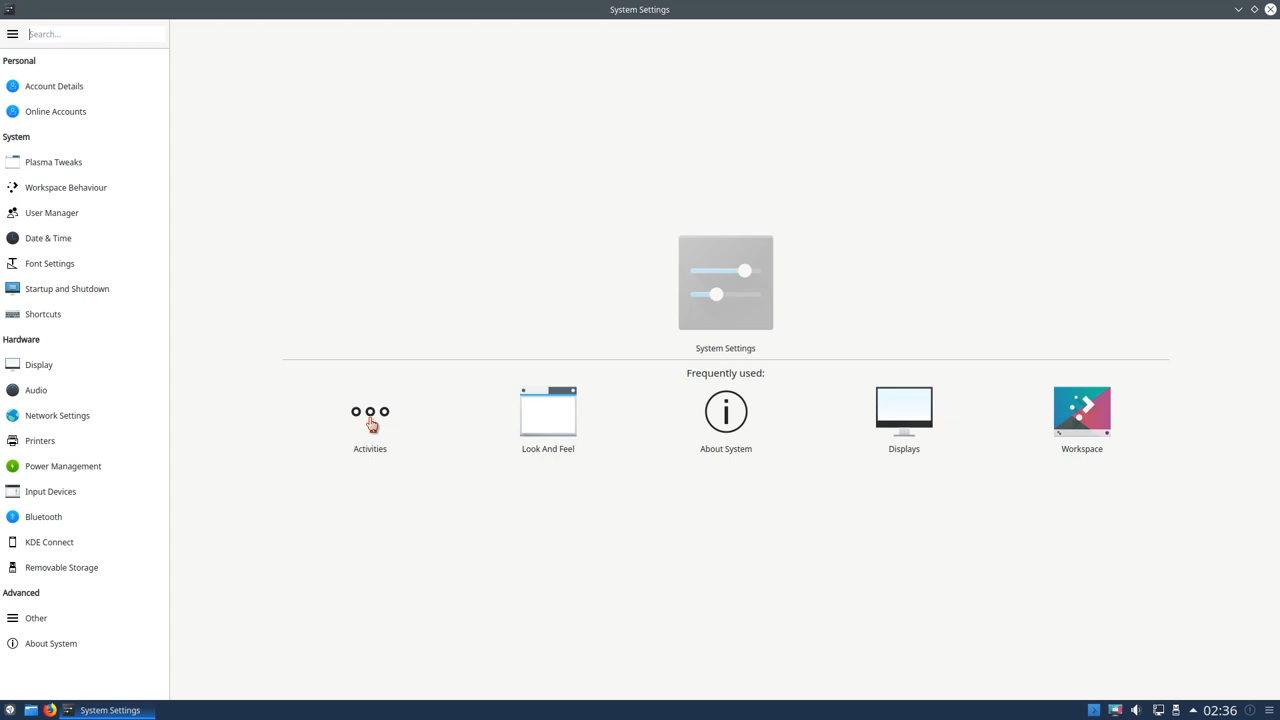 System Settings
Search...
Personal
Account Details
Online Accounts
System
Plasma Tweaks
Workspace Behaviour
User Manager
Date & Time
Font Settings
Startup and Shutdown
Shortcuts
Hardware
Display
Audio
Network Settings
Printers
Power Management
Input Devices
Bluetooth
KDE Connect
Removable Storage
Advanced
Other
About System
System Settings
Frequently used:
Activities
Look And Feel
About System
Displays
Workspace
System Settings
02:36